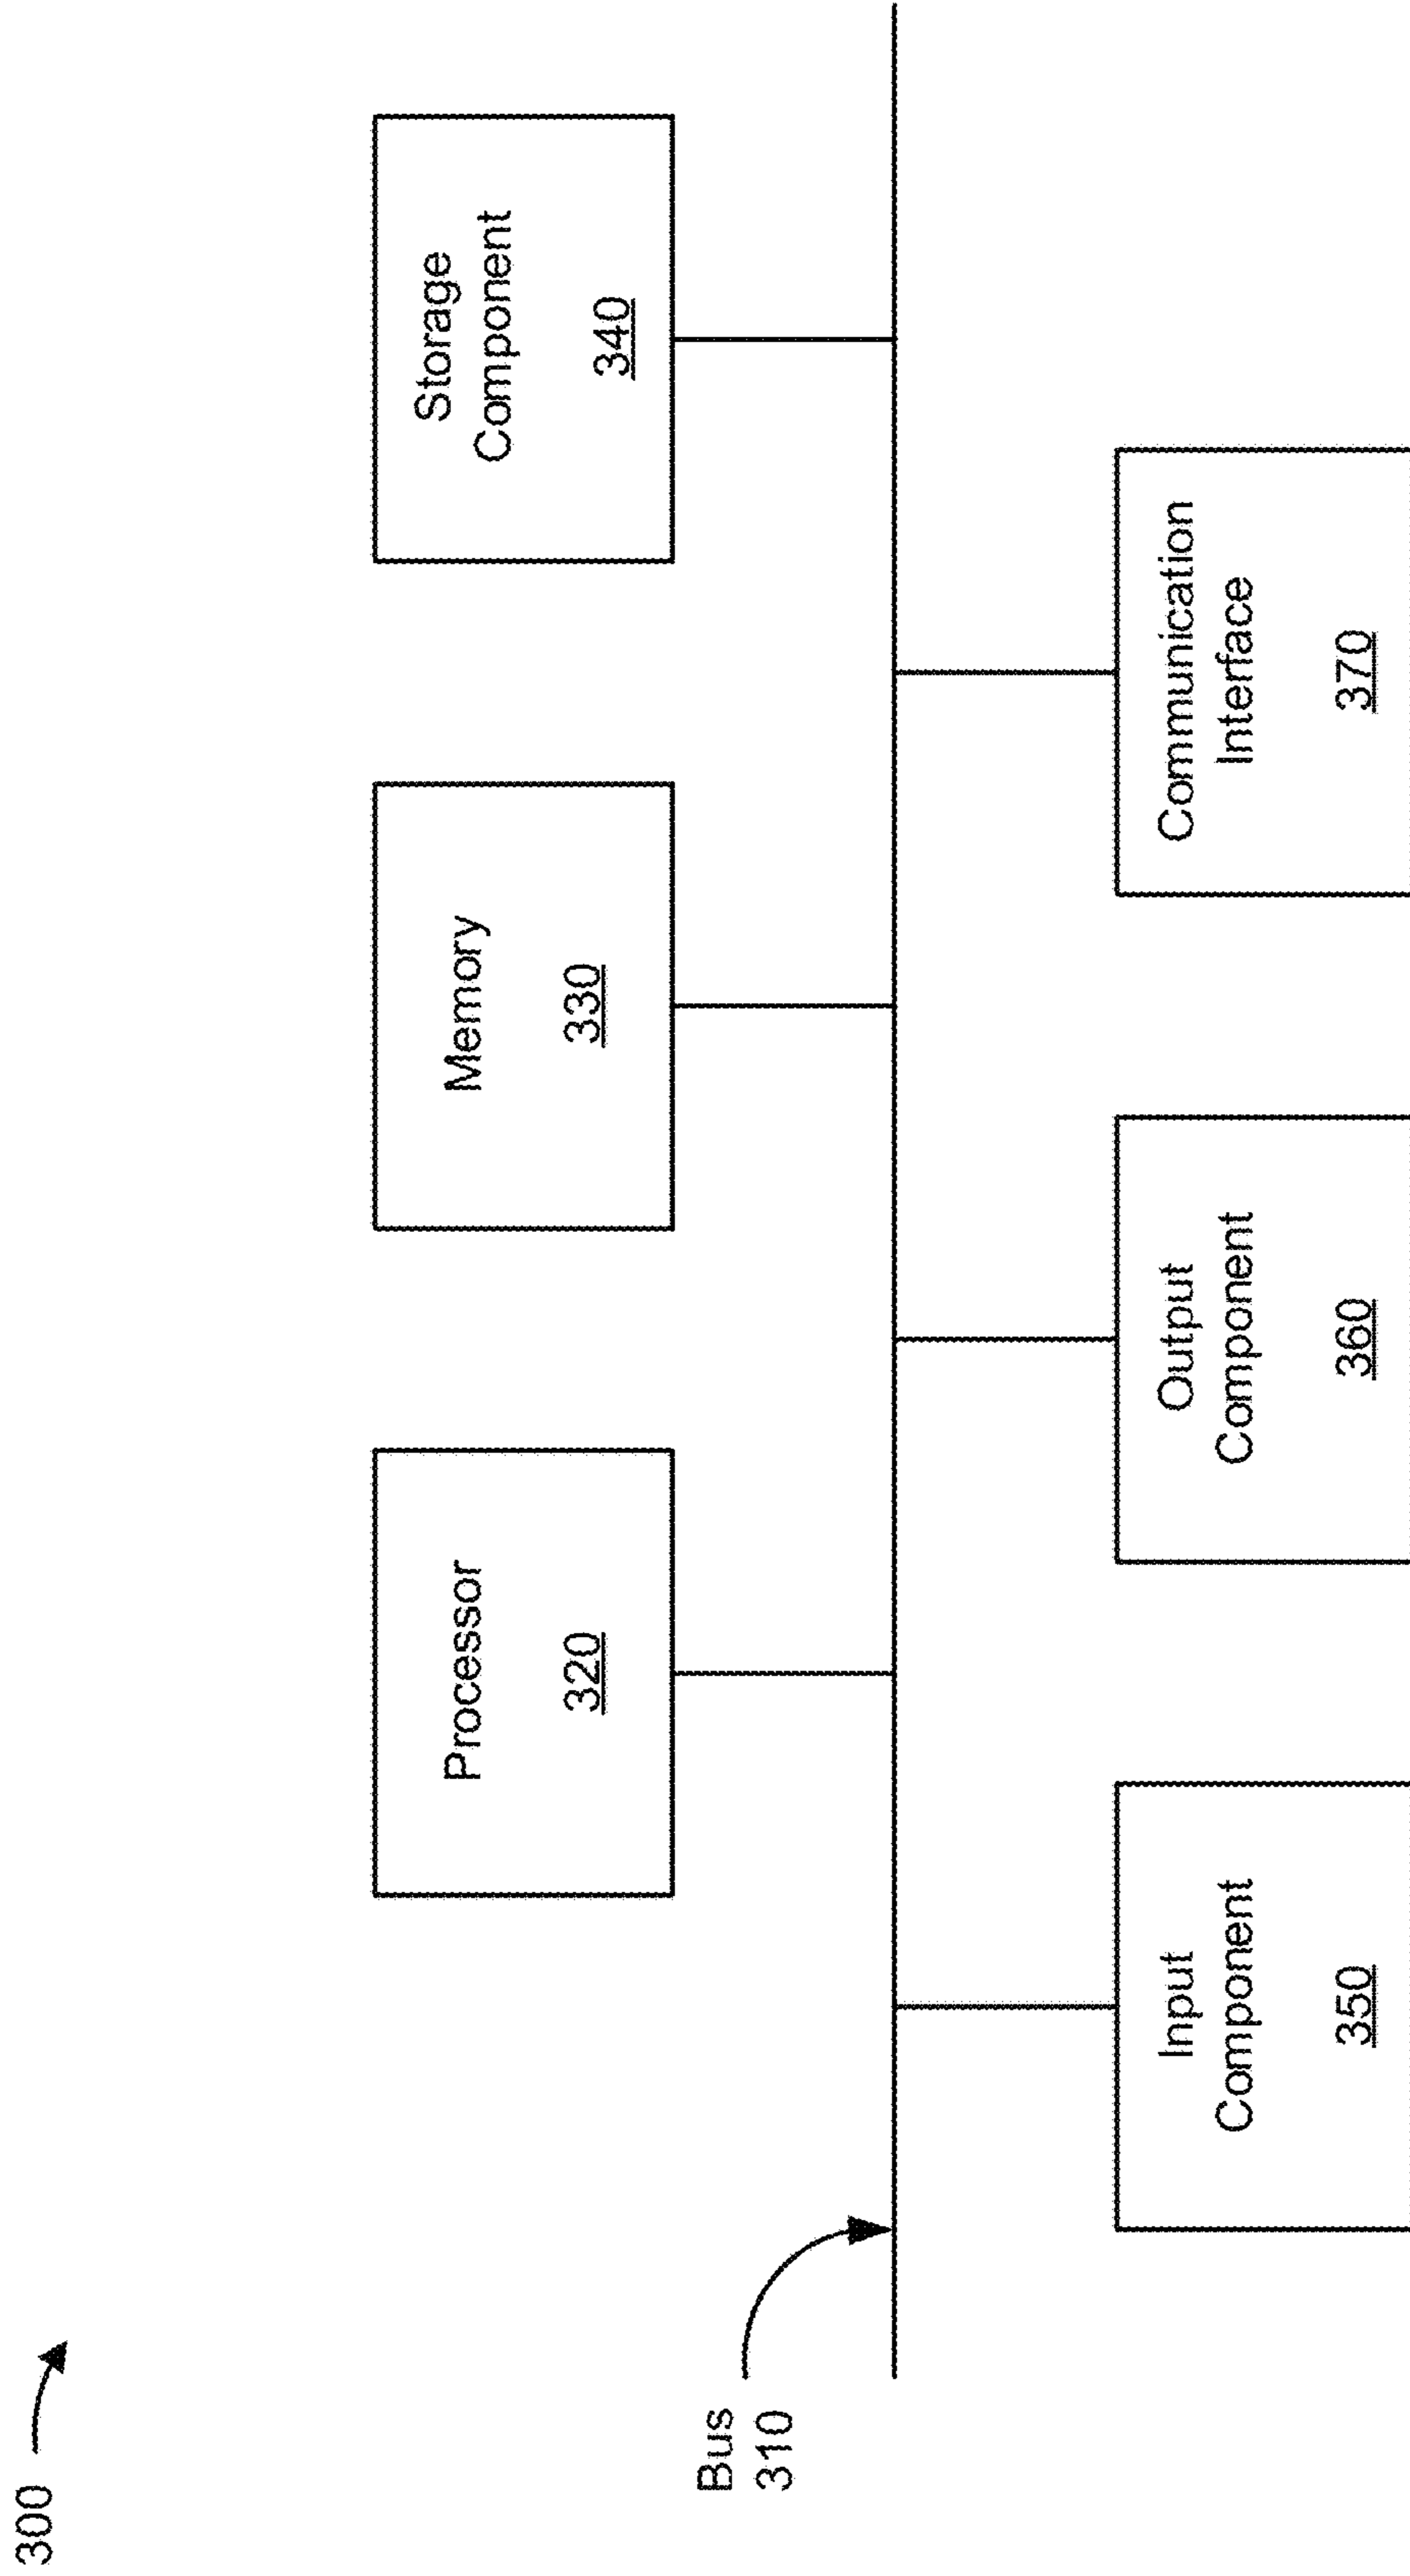 300
Processor
320
Memory
330
Storage
Component
340
Bus
310
Input
Component
350
Output
Component
360
Communication
Interface
370